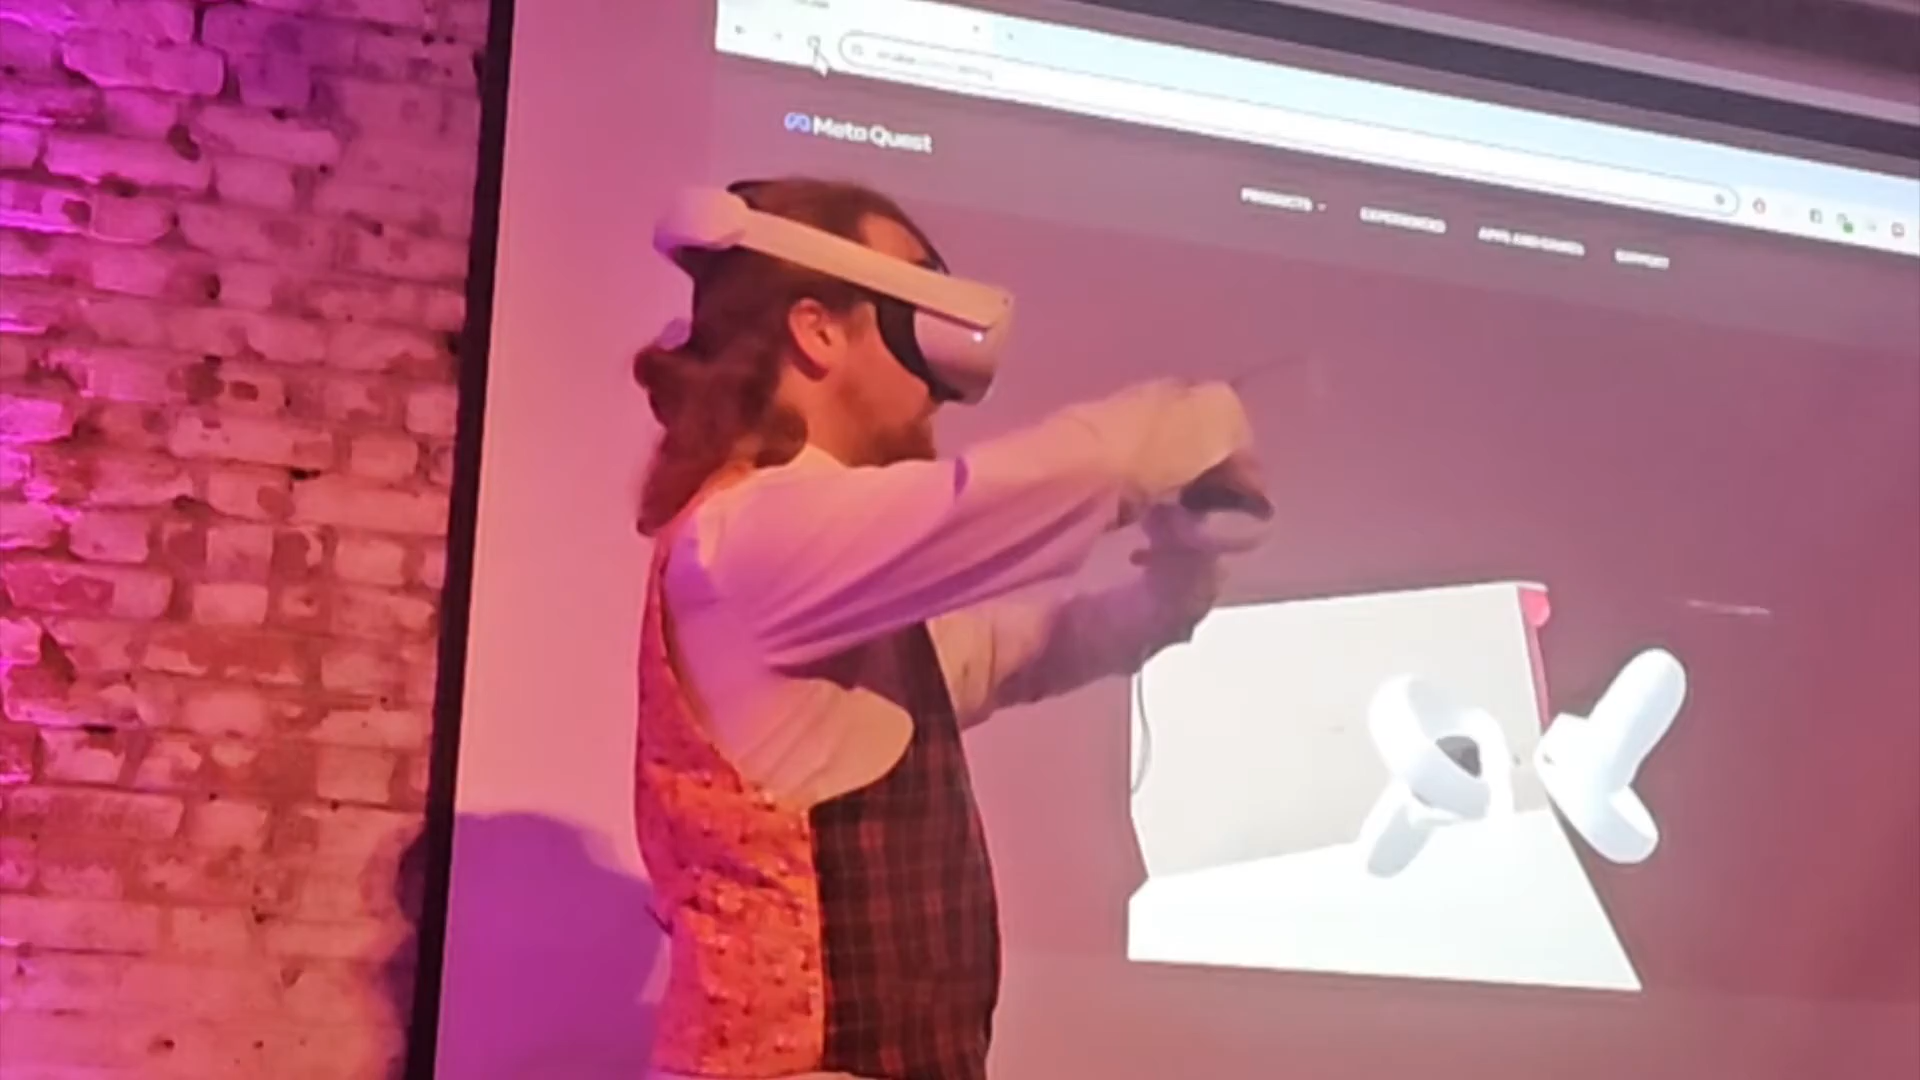 Meta Quest
PRODUCTS
EXPERIENCES
APPS AND GAMES
SUPPORT